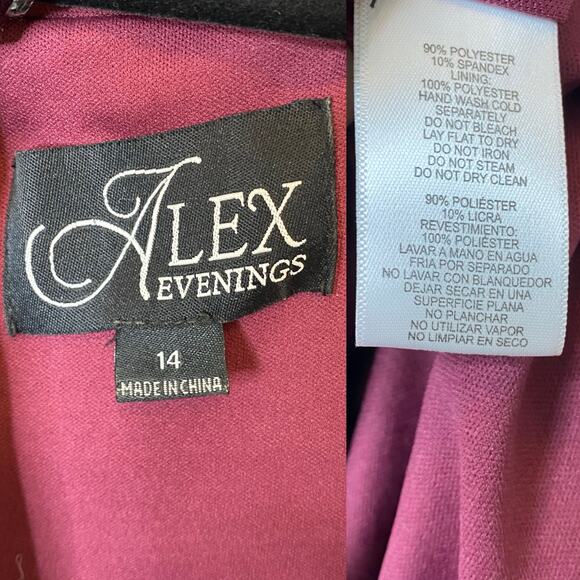 ALEX
EVENINGS
14
MADE IN CHINA
90% POLYESTER
10% SPANDEX
LINING:
100% POLYESTER
HAND WASH COLD
SEPARATELY
DO NOT BLEACH
LAY FLAT TO DRY
DO NOT IRON
DO NOT STEAM
DO NOT DRY CLEAN
90% POLIÉSTER
10% LICRA
REVESTIMIENTO:
100% POLIÉSTER
LAVAR A MANO EN AGUA
FRIA POR SEPARADO
NO LAVAR CON BLANQUEDOR
DEJAR SECAR EN UNA
SUPERFICIE PLANA
NO PLANCHAR
NO UTILIZAR VAPOR
NO LIMPIAR EN SECO